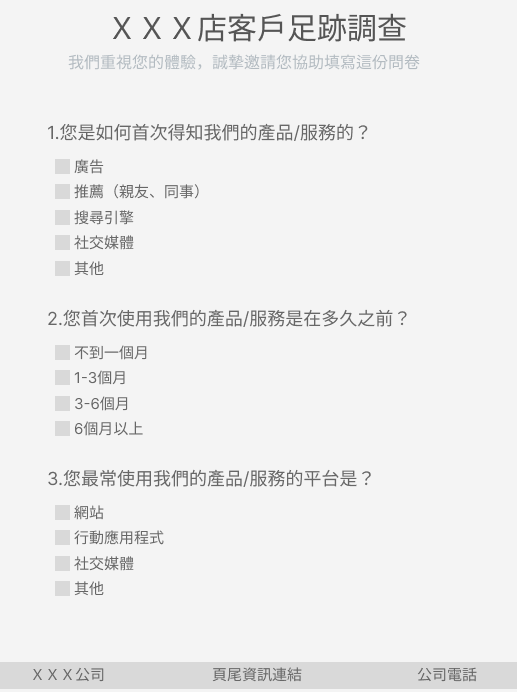 ＸＸＸ店客戶足跡調查
我們重視您的體驗，誠摯邀請您協助填寫這份問卷
1.您是如何首次得知我們的產品/服務的？
廣告
推薦（親友、同事）
搜尋引擎
社交媒體
其他
2.您首次使用我們的產品/服務是在多久之前？
不到一個月
1-3個月
3-6個月
6個月以上
3.您最常使用我們的產品/服務的平台是？
網站
行動應用程式
社交媒體
其他
ＸＸＸ公司 頁尾資訊連結 公司電話